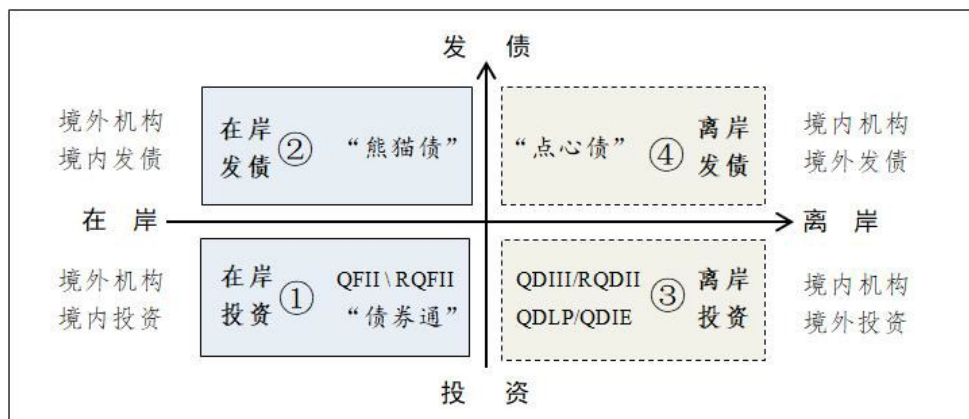 发 债
境外机构
境内发债
在岸
发债
②
“熊猫债”
“点心债”
④
离岸
发债
境内机构
境外发债
在 岸
离 岸
境外机构
境内投资
在岸
投资
①
QFII\RQFII
“债券通”
QDIII/RQDII
QDLP/QDIE
③
离岸
投资
境内机构
境外投资
投 资